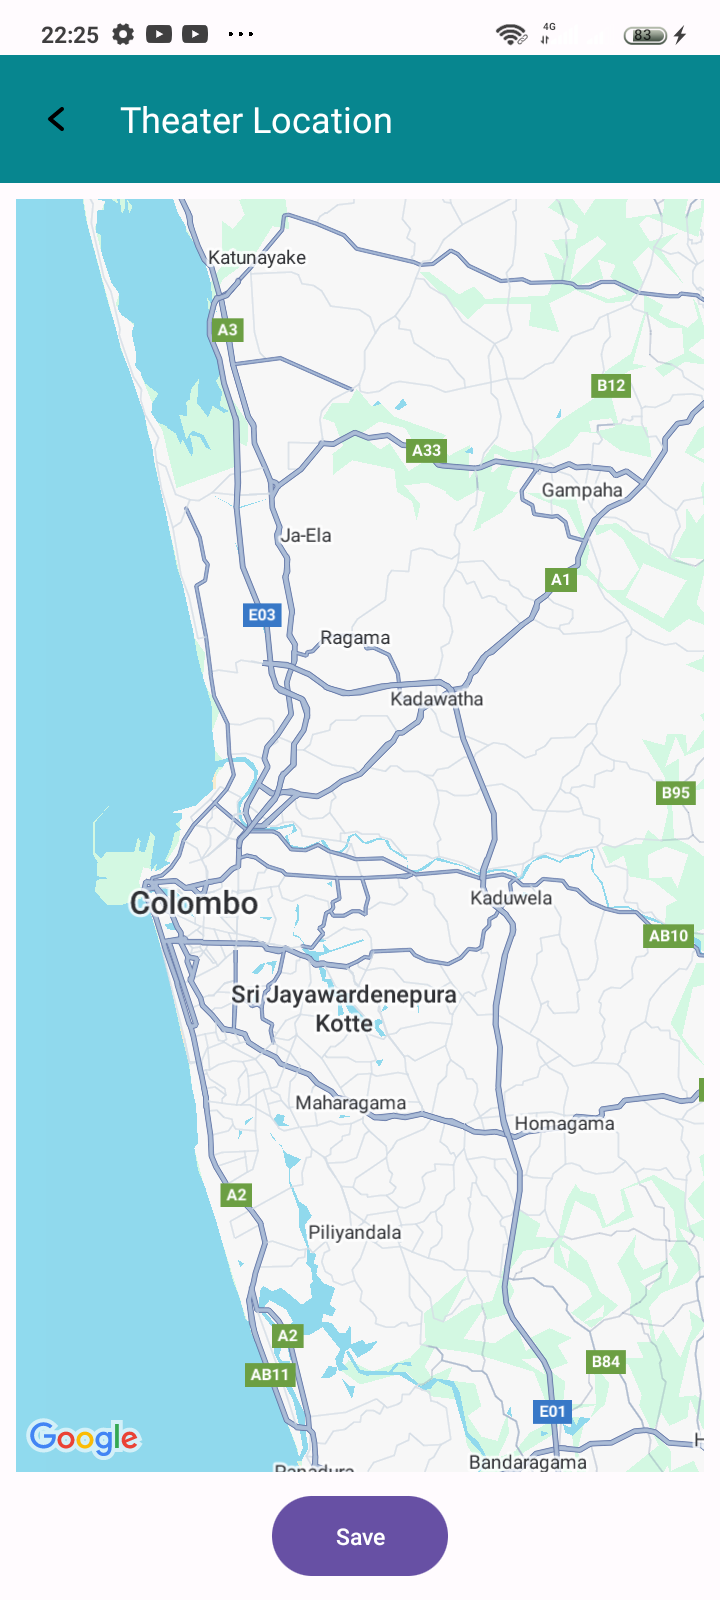 22:25
4G
83
Theater Location
Katunayake
A3
B12
A33
Gampaha
Ja-Ela
A1
E03
Ragama
Kadawatha
B95
Colombo
Kaduwela
AB10
Sri Jayawardenepura
Kotte
Maharagama
Homagama
A2
Piliyandala
A2
AB11
B84
E01
Google
H
Bandaragama
Panadura
Save